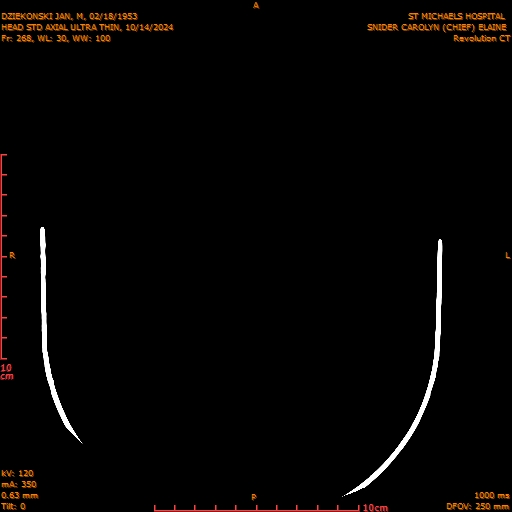 A
DZIEKONSKI JAN, M, 02/18/1953
HEAD STD AXIAL ULTRA THIN, 10/14/2024
Fr: 268, WL: 30, WW: 100
ST MICHAELS HOSPITAL
SNIDER CAROLYN (CHIEF) ELAINE
Revolution CT
R
L
10
cm
kV: 120
mA: 350
0.63 mm
Tilt: 0
P
10cm
1000 ms
DFOV: 250 mm